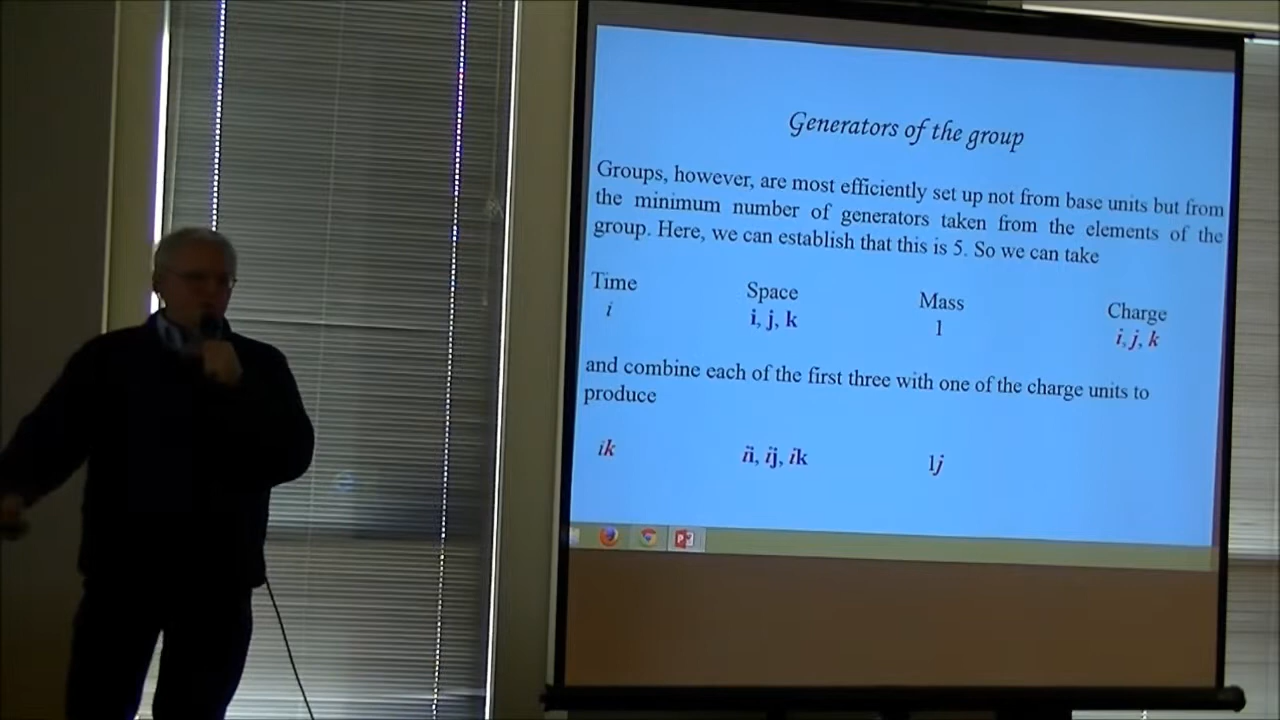 Generators of the group
Groups, however, are most efficiently set up not from base units but from
the minimum number of generators taken from the elements of the
group. Here, we can establish that this is 5. So we can take
Time Space Mass Charge
i i, j, k 1 i, j, k
and combine each of the first three with one of the charge units to
produce
ik ii, ij, ik 1j